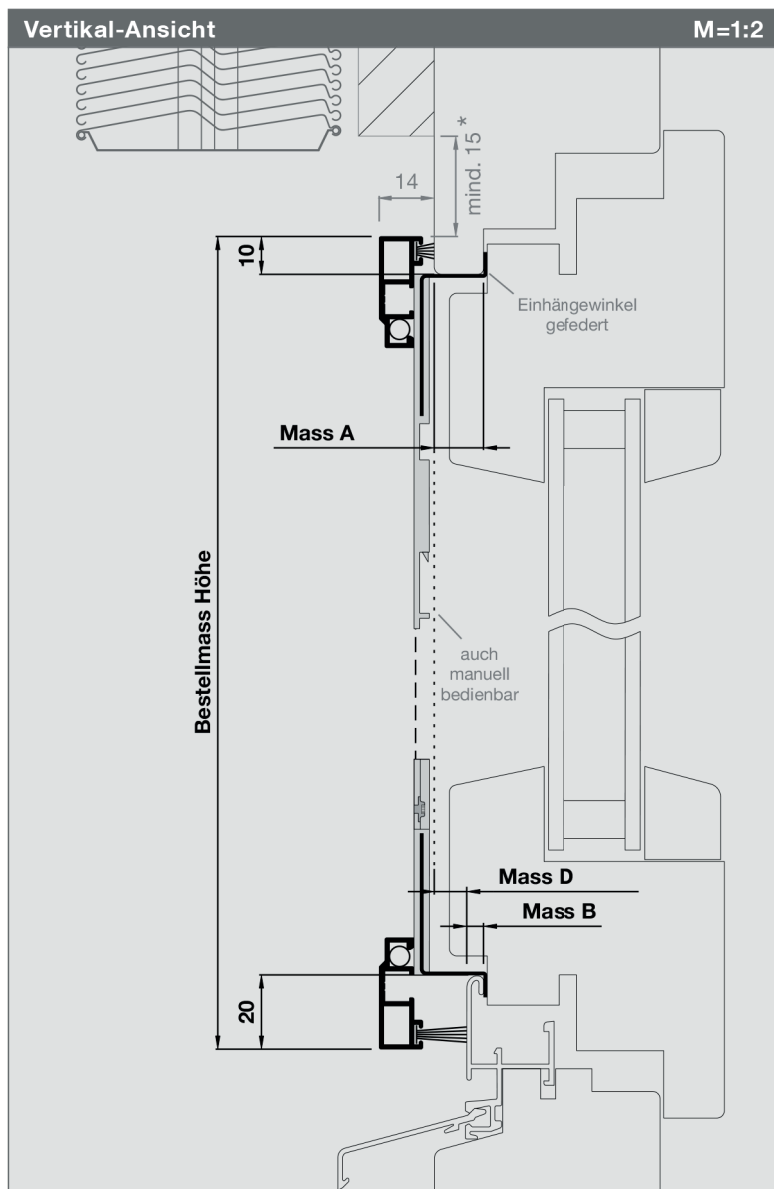 Vertikal-Ansicht M=1:2
14
mind. 15*
10
Einhängewinkel
gefedert
Mass A
Bestellmass Höhe
auch
manuell
bedienbar
Mass D
Mass B
20